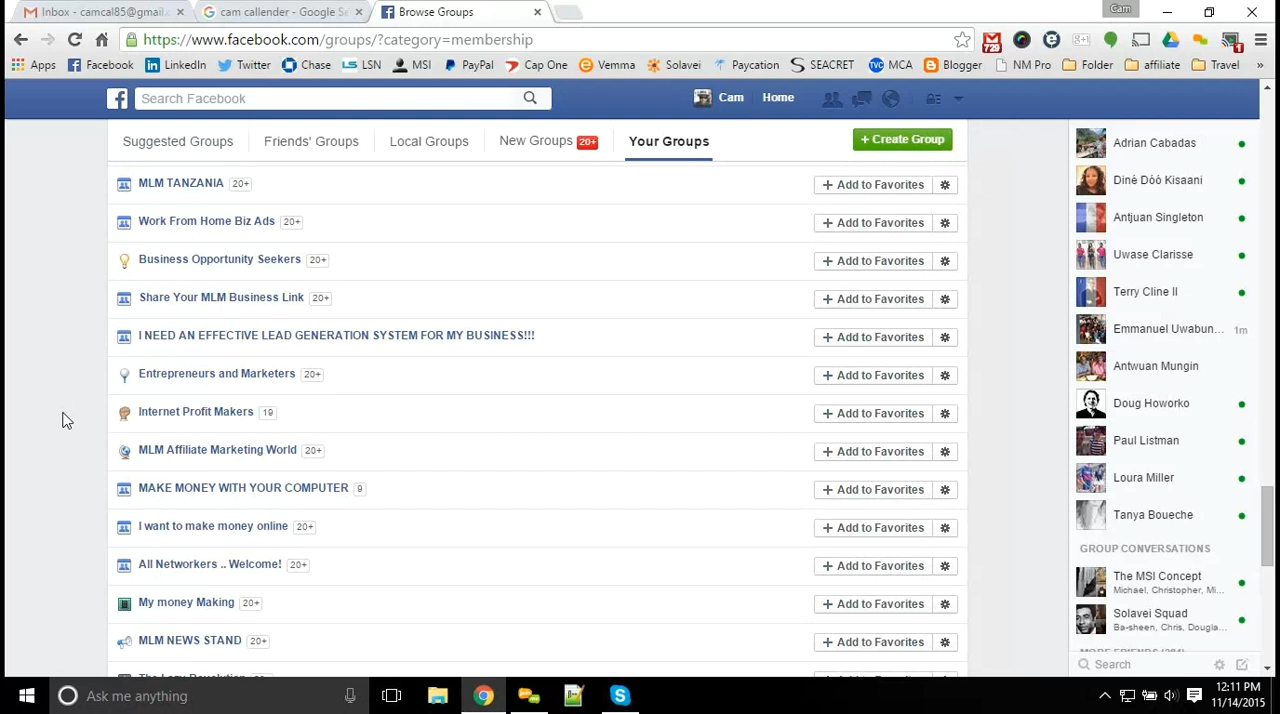 Inbox - camcal85@gmail.
cam callender - Google Se
Browse Groups
Cam
https://www.facebook.com/groups/?category=membership
729
1
Apps Facebook LinkedIn Twitter Chase LSN MSI PayPal Cap One Vemma Solavei Paycation SEACRET MCA Blogger NM Pro Folder affiliate Travel »
Search Facebook
Cam Home
Suggested Groups Friends' Groups Local Groups New Groups 20+ Your Groups + Create Group
MLM TANZANIA 20+ + Add to Favorites
Work From Home Biz Ads 20+ + Add to Favorites
Business Opportunity Seekers 20+ + Add to Favorites
Share Your MLM Business Link 20+ + Add to Favorites
I NEED AN EFFECTIVE LEAD GENERATION SYSTEM FOR MY BUSINESS!!! + Add to Favorites
Entrepreneurs and Marketers 20+ + Add to Favorites
Internet Profit Makers 19 + Add to Favorites
MLM Affiliate Marketing World 20+ + Add to Favorites
MAKE MONEY WITH YOUR COMPUTER 9 + Add to Favorites
I want to make money online 20+ + Add to Favorites
All Networkers .. Welcome! 20+ + Add to Favorites
My money Making 20+ + Add to Favorites
MLM NEWS STAND 20+ + Add to Favorites
The Lazy Revolution
Adrian Cabadas
Diné Dóó Kisaani
Antjuan Singleton
Uwase Clarisse
Terry Cline II
Emmanuel Uwabun... 1m
Antwuan Mungin
Doug Howorko
Paul Listman
Loura Miller
Tanya Boueche
GROUP CONVERSATIONS
The MSI Concept
Michael, Christopher, Mi...
Solavei Squad
Ba-sheen, Chris, Dougla...
MORE FRIENDS
Search
Ask me anything
12:11 PM
11/14/2015